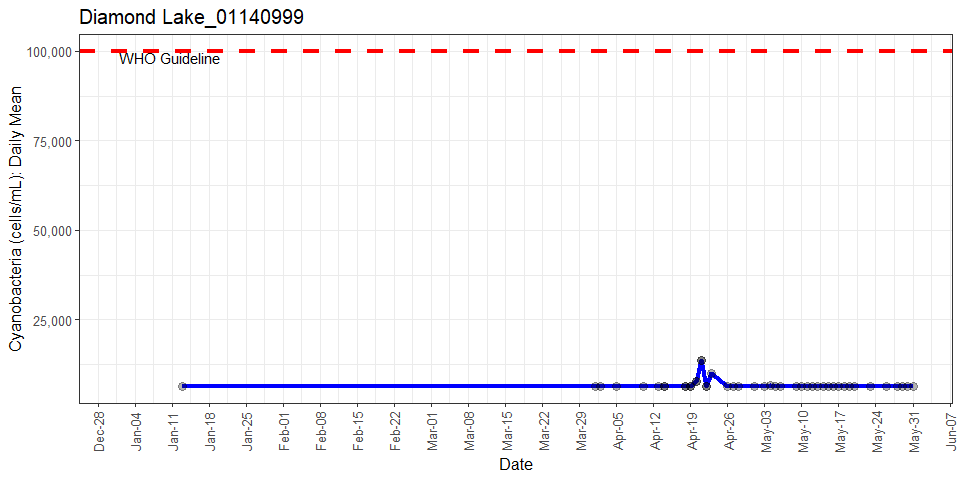 Diamond Lake_01140999
Cyanobacteria (cells/mL): Daily Mean
100,000
WHO Guideline
75,000
50,000
25,000
Dec-28
Jan-04
Jan-11
Jan-18
Jan-25
Feb-01
Feb-08
Feb-15
Feb-22
Mar-01
Mar-08
Mar-15
Mar-22
Mar-29
Apr-05
Apr-12
Apr-19
Apr-26
May-03
May-10
May-17
May-24
May-31
Jun-07
Date